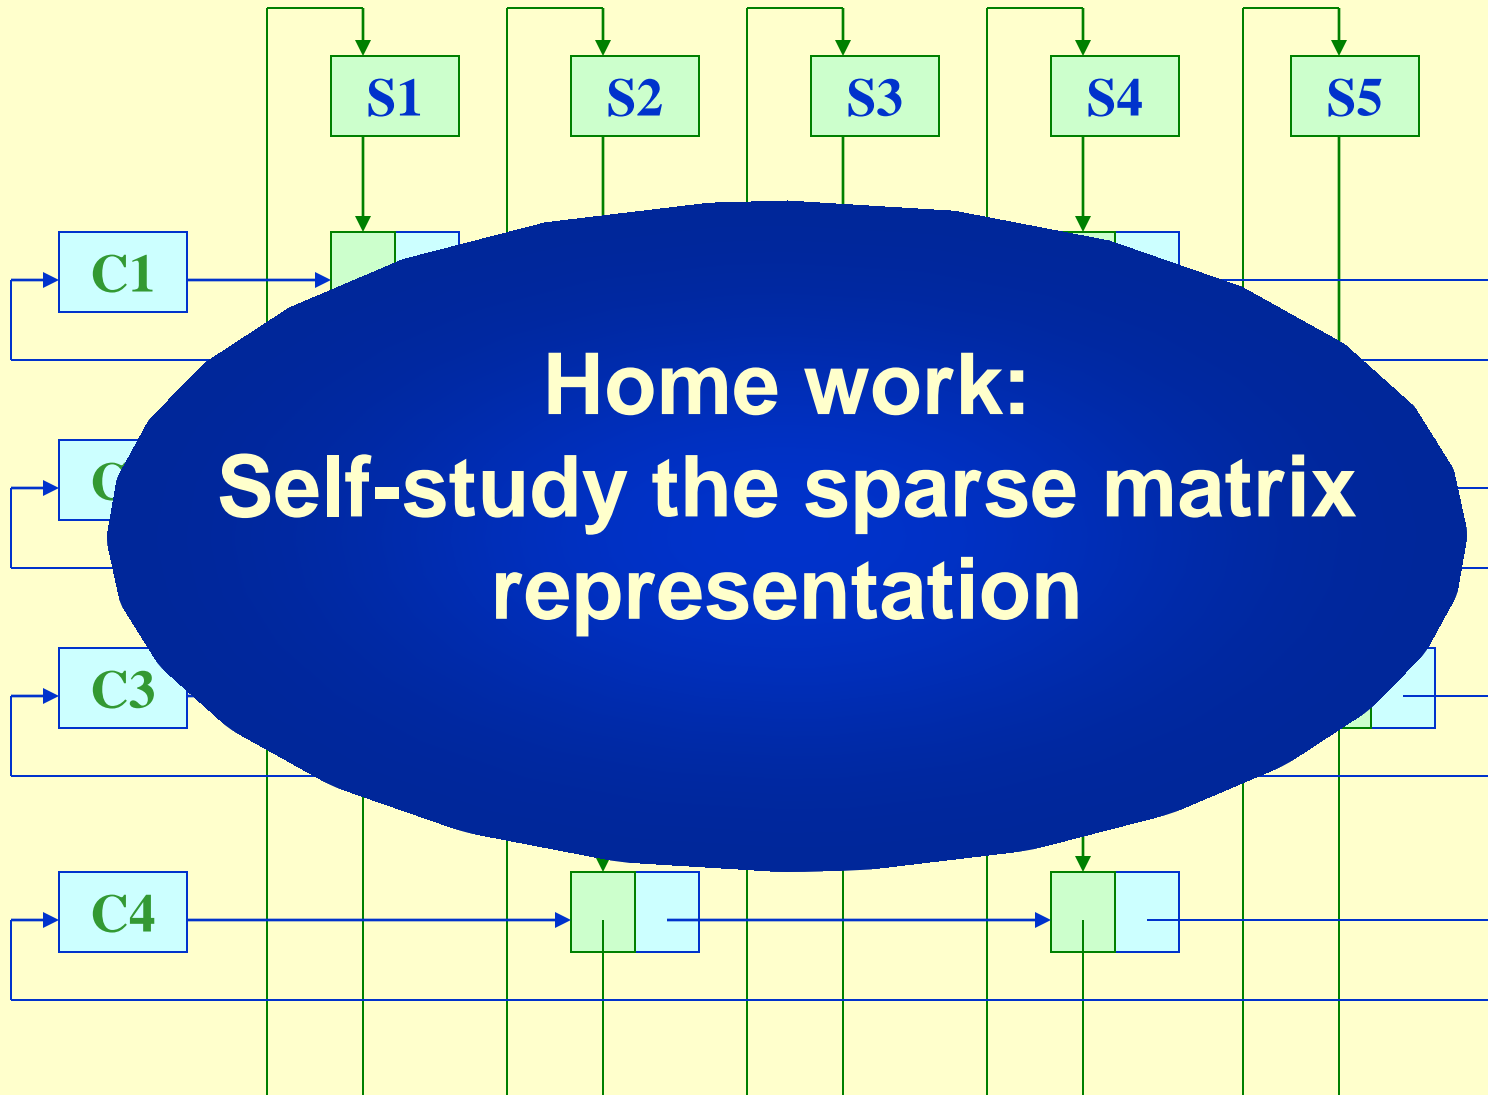 S1 S2 S3 S4 S5
C1
Home work:
Self-study the sparse matrix
representation
C3
C4